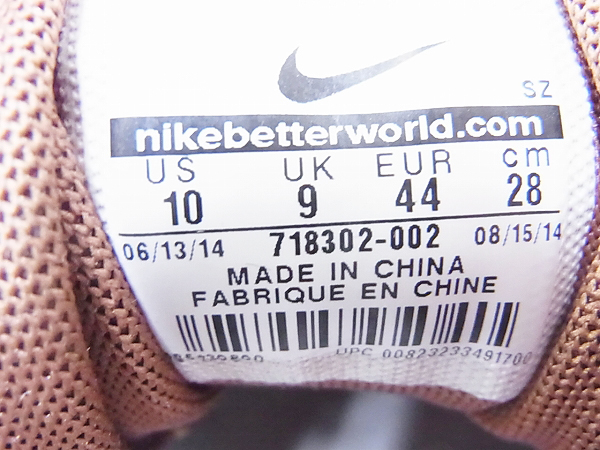 SZ
nikebetterworld.com
US UK EUR cm
10 9 44 28
06/13/14 718302-002 08/15/14
MADE IN CHINA
FABRIQUE EN CHINE
UPC 00823233491700